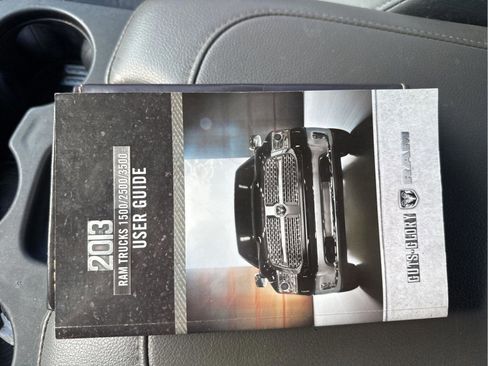 2013
RAM TRUCKS 1500/2500/3500
USER GUIDE
GUTS·GLORY RAM